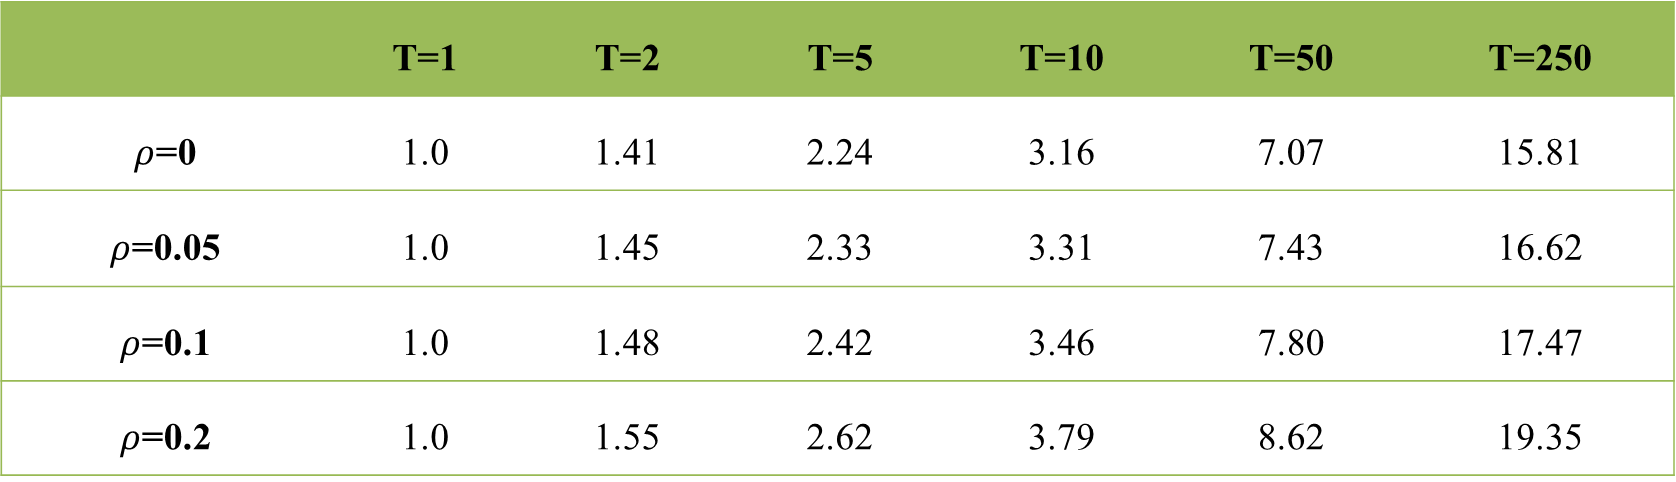 T=1 T=2 T=5 T=10 T=50 T=250
ρ=0 1.0 1.41 2.24 3.16 7.07 15.81
ρ=0.05 1.0 1.45 2.33 3.31 7.43 16.62
ρ=0.1 1.0 1.48 2.42 3.46 7.80 17.47
ρ=0.2 1.0 1.55 2.62 3.79 8.62 19.35